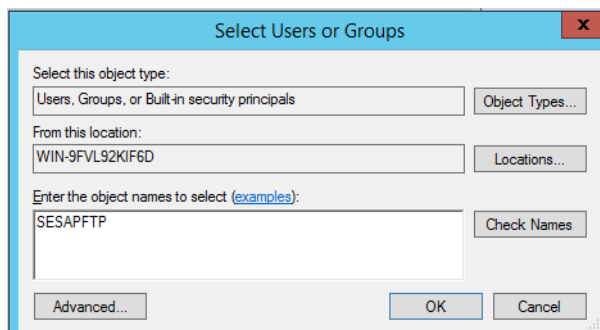 Select Users or Groups
x
Select this object type:
Users, Groups, or Built-in security principals
Object Types...
From this location:
WIN-9FVL92KIF6D
Locations...
Enter the object names to select (examples):
SESAPFTP
Check Names
Advanced...
OK
Cancel